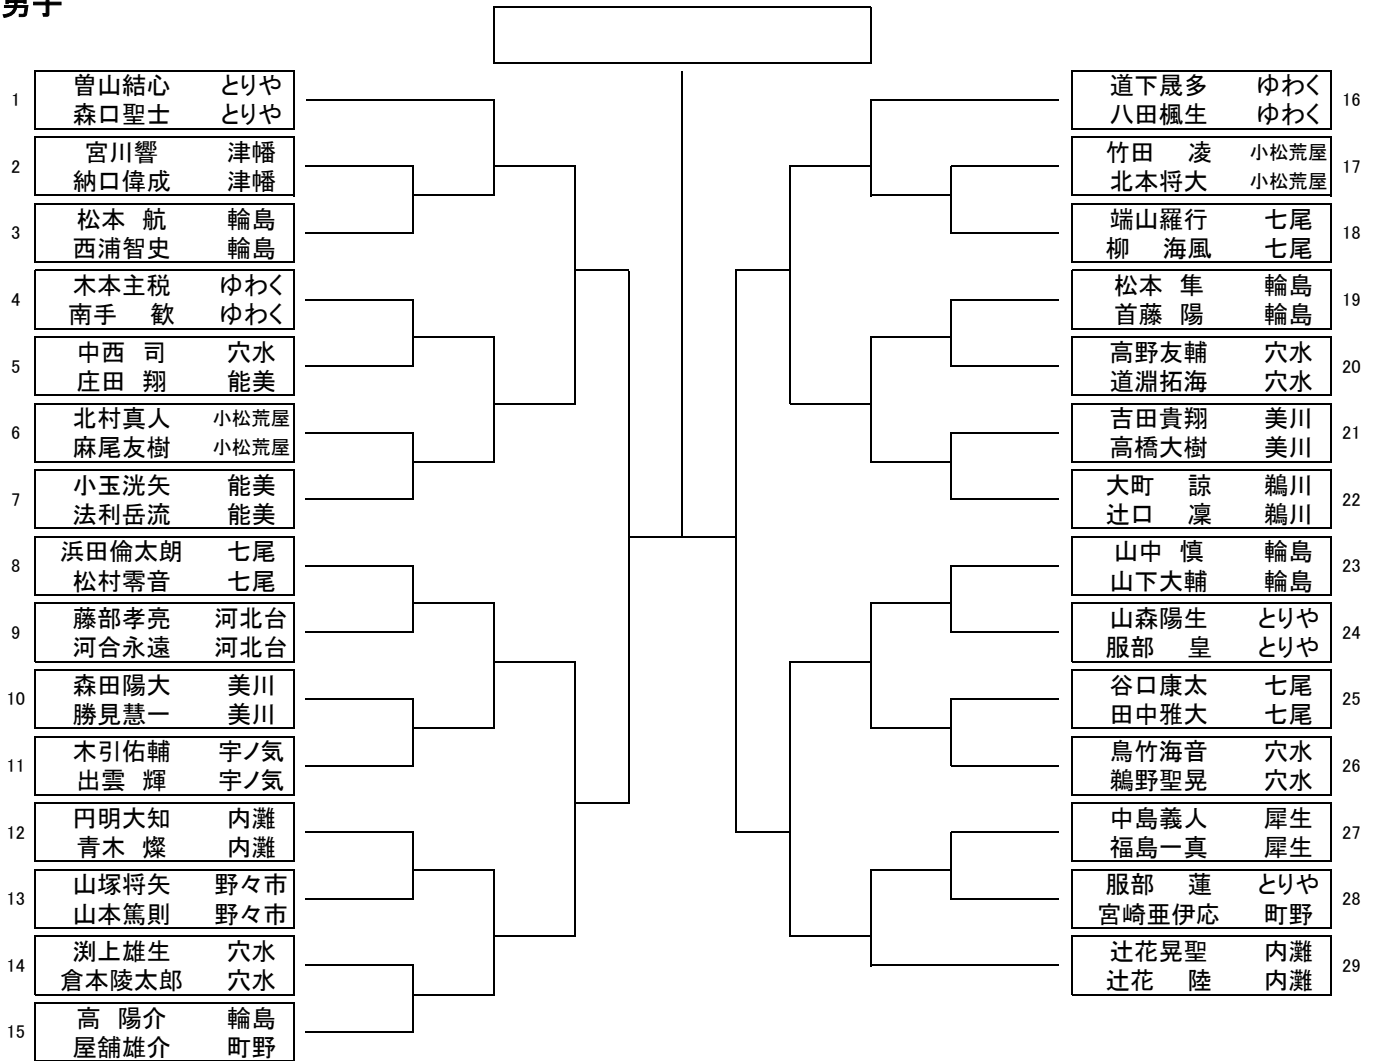 男子
1 曽山結心 とりや
森口聖士 とりや
2 宮川響 津幡
納口偉成 津幡
3 松本 航 輪島
西浦智史 輪島
4 木本主税 ゆわく
南手 歓 ゆわく
5 中西 司 穴水
庄田 翔 能美
6 北村真人 小松荒屋
麻尾友樹 小松荒屋
7 小玉洸矢 能美
法利岳流 能美
8 浜田倫太朗 七尾
松村零音 七尾
9 藤部孝亮 河北台
河合永遠 河北台
10 森田陽大 美川
勝見慧一 美川
11 木引佑輔 宇ノ気
出雲 輝 宇ノ気
12 円明大知 内灘
青木 燦 内灘
13 山塚将矢 野々市
山本篤則 野々市
14 渕上雄生 穴水
倉本陵太郎 穴水
15 高 陽介 輪島
屋舗雄介 町野
道下晟多 ゆわく 16
八田楓生 ゆわく
竹田 凌 小松荒屋 17
北本将大 小松荒屋
端山羅行 七尾 18
柳 海風 七尾
松本 隼 輪島 19
首藤 陽 輪島
高野友輔 穴水 20
道淵拓海 穴水
吉田貴翔 美川 21
高橋大樹 美川
大町 諒 鵜川 22
辻口 凜 鵜川
山中 慎 輪島 23
山下大輔 輪島
山森陽生 とりや 24
服部 皇 とりや
谷口康太 七尾 25
田中雅大 七尾
鳥竹海音 穴水 26
鵜野聖晃 穴水
中島義人 犀生 27
福島一真 犀生
服部 蓮 とりや 28
宮崎亜伊応 町野
辻花晃聖 内灘 29
辻花 陸 内灘